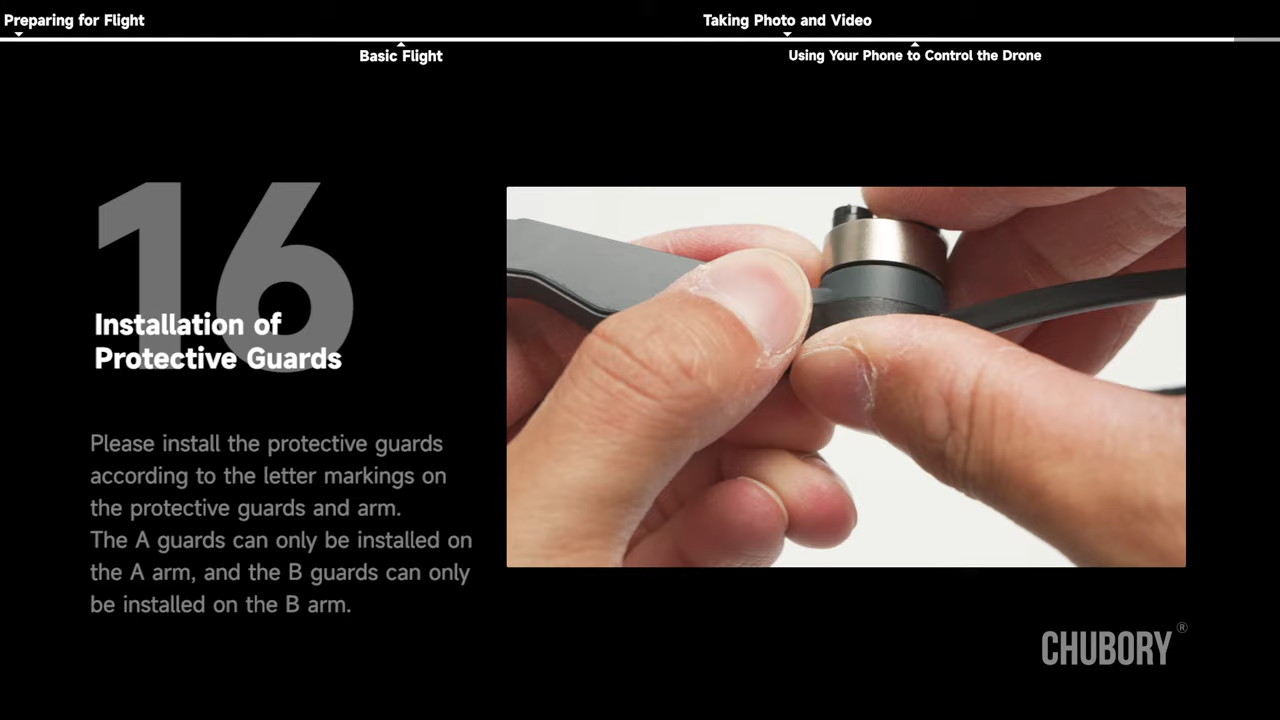 Preparing for Flight
Taking Photo and Video
Basic Flight
Using Your Phone to Control the Drone
16
Installation of
Protective Guards
Please install the protective guards
according to the letter markings on
the protective guards and arm.
The A guards can only be installed on
the A arm, and the B guards can only
be installed on the B arm.
CHUBORY®